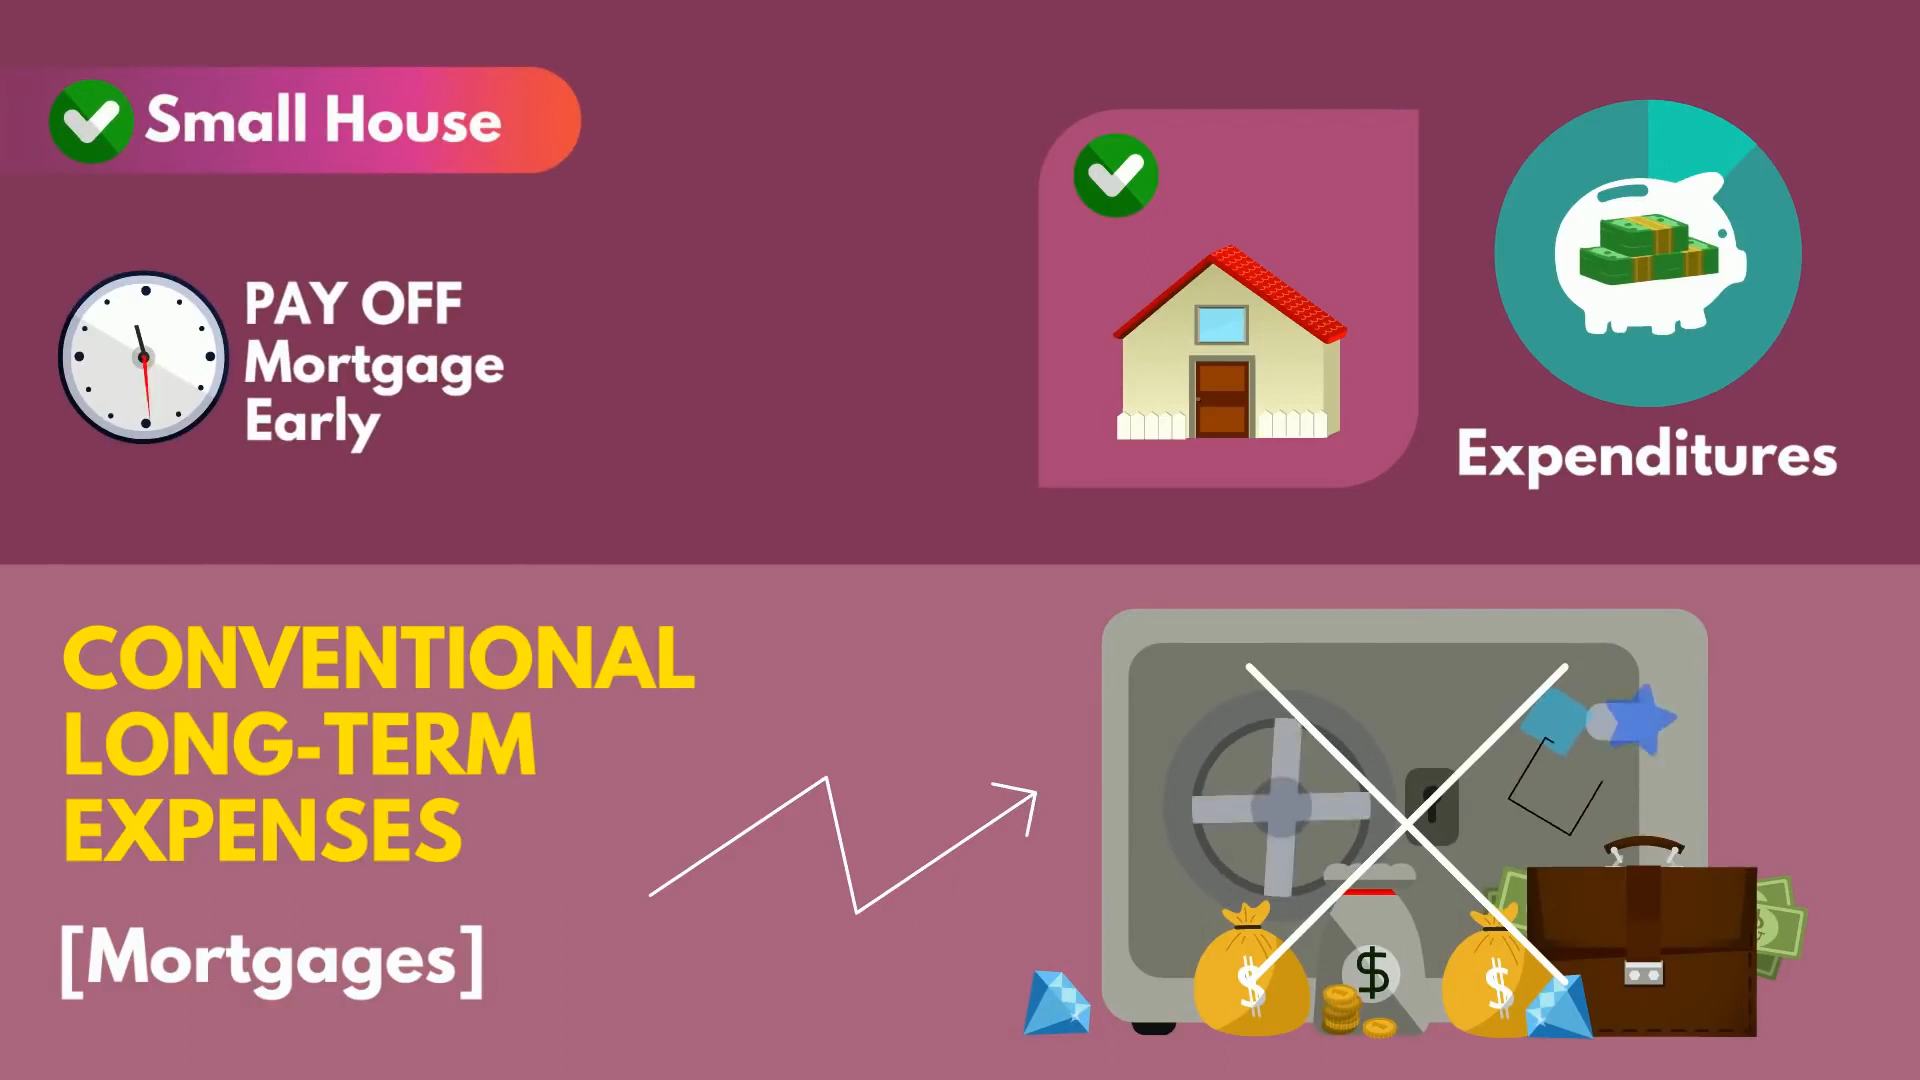 Small House
PAY OFF
Mortgage
Early
Expenditures
CONVENTIONAL
LONG-TERM
EXPENSES
[Mortgages]
$
$
$